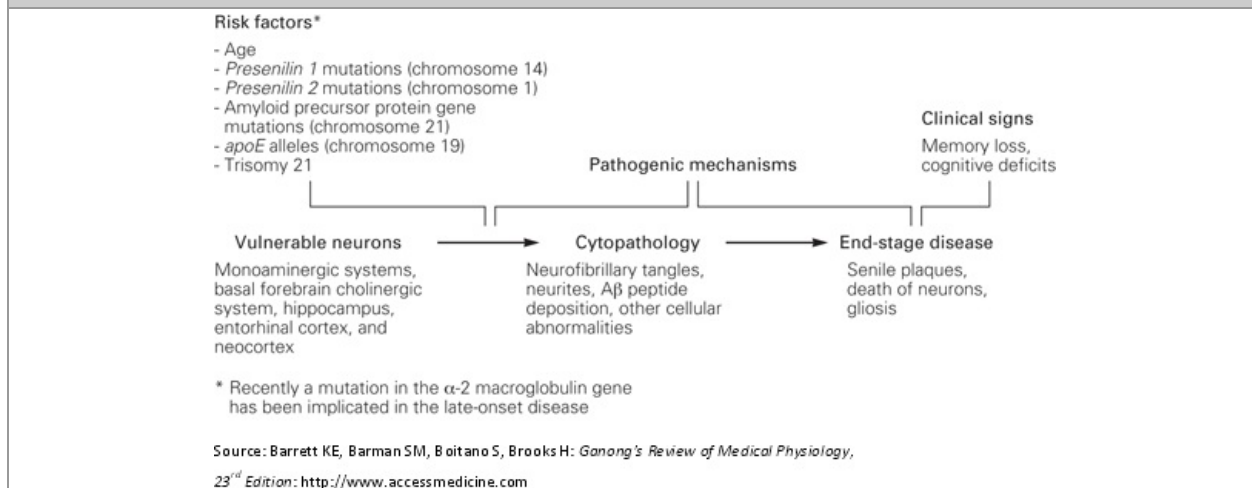 Risk factors*
- Age
- Presenilin 1 mutations (chromosome 14)
- Presenilin 2 mutations (chromosome 1)
- Amyloid precursor protein gene
mutations (chromosome 21)
- apoE alleles (chromosome 19)
- Trisomy 21
Pathogenic mechanisms
Clinical signs
Memory loss,
cognitive deficits
Vulnerable neurons
Monoaminergic systems,
basal forebrain cholinergic
system, hippocampus,
entorhinal cortex, and
neocortex
Cytopathology
Neurofibrillary tangles,
neurites, Aβ peptide
deposition, other cellular
abnormalities
End-stage disease
Senile plaques,
death of neurons,
gliosis
* Recently a mutation in the α-2 macroglobulin gene
has been implicated in the late-onset disease
Source: Barrett KE, Barman SM, Boitano S, Brooks H: Ganong's Review of Medical Physiology,
23rd Edition: http://www.accessmedicine.com